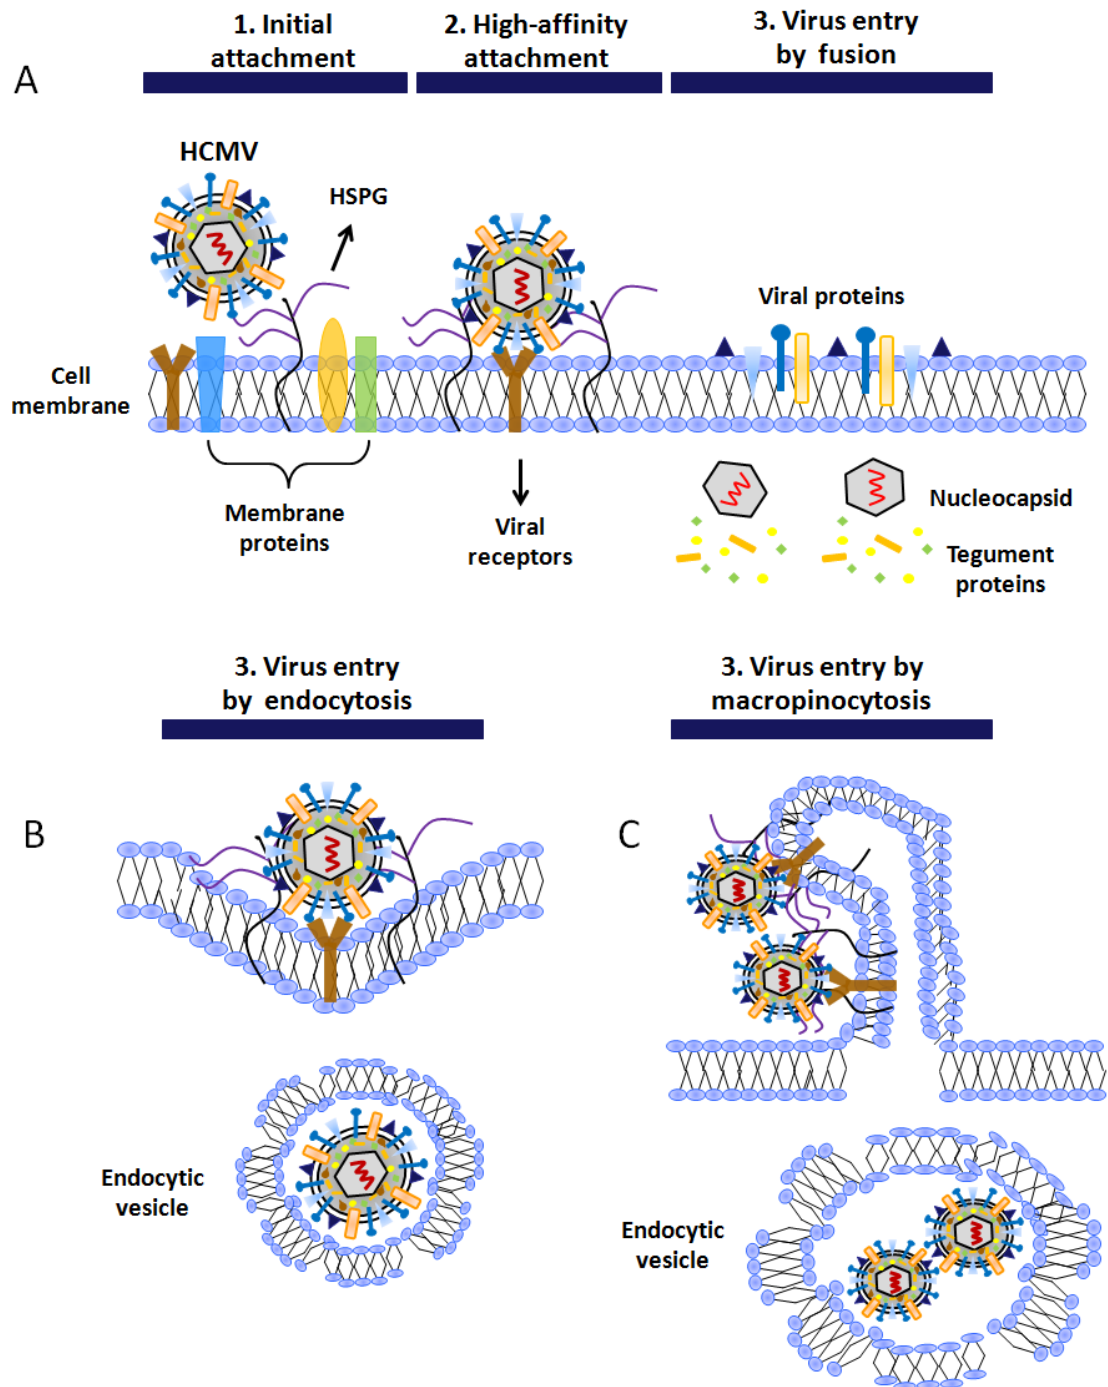 1. Initial
attachment
2. High-affinity
attachment
3. Virus entry
by fusion
A
HCMV
HSPG
Viral proteins
Cell
membrane
Membrane
proteins
Viral
receptors
Nucleocapsid
Tegument
proteins
3. Virus entry
by endocytosis
3. Virus entry by
macropinocytosis
B
C
Endocytic
vesicle
Endocytic
vesicle